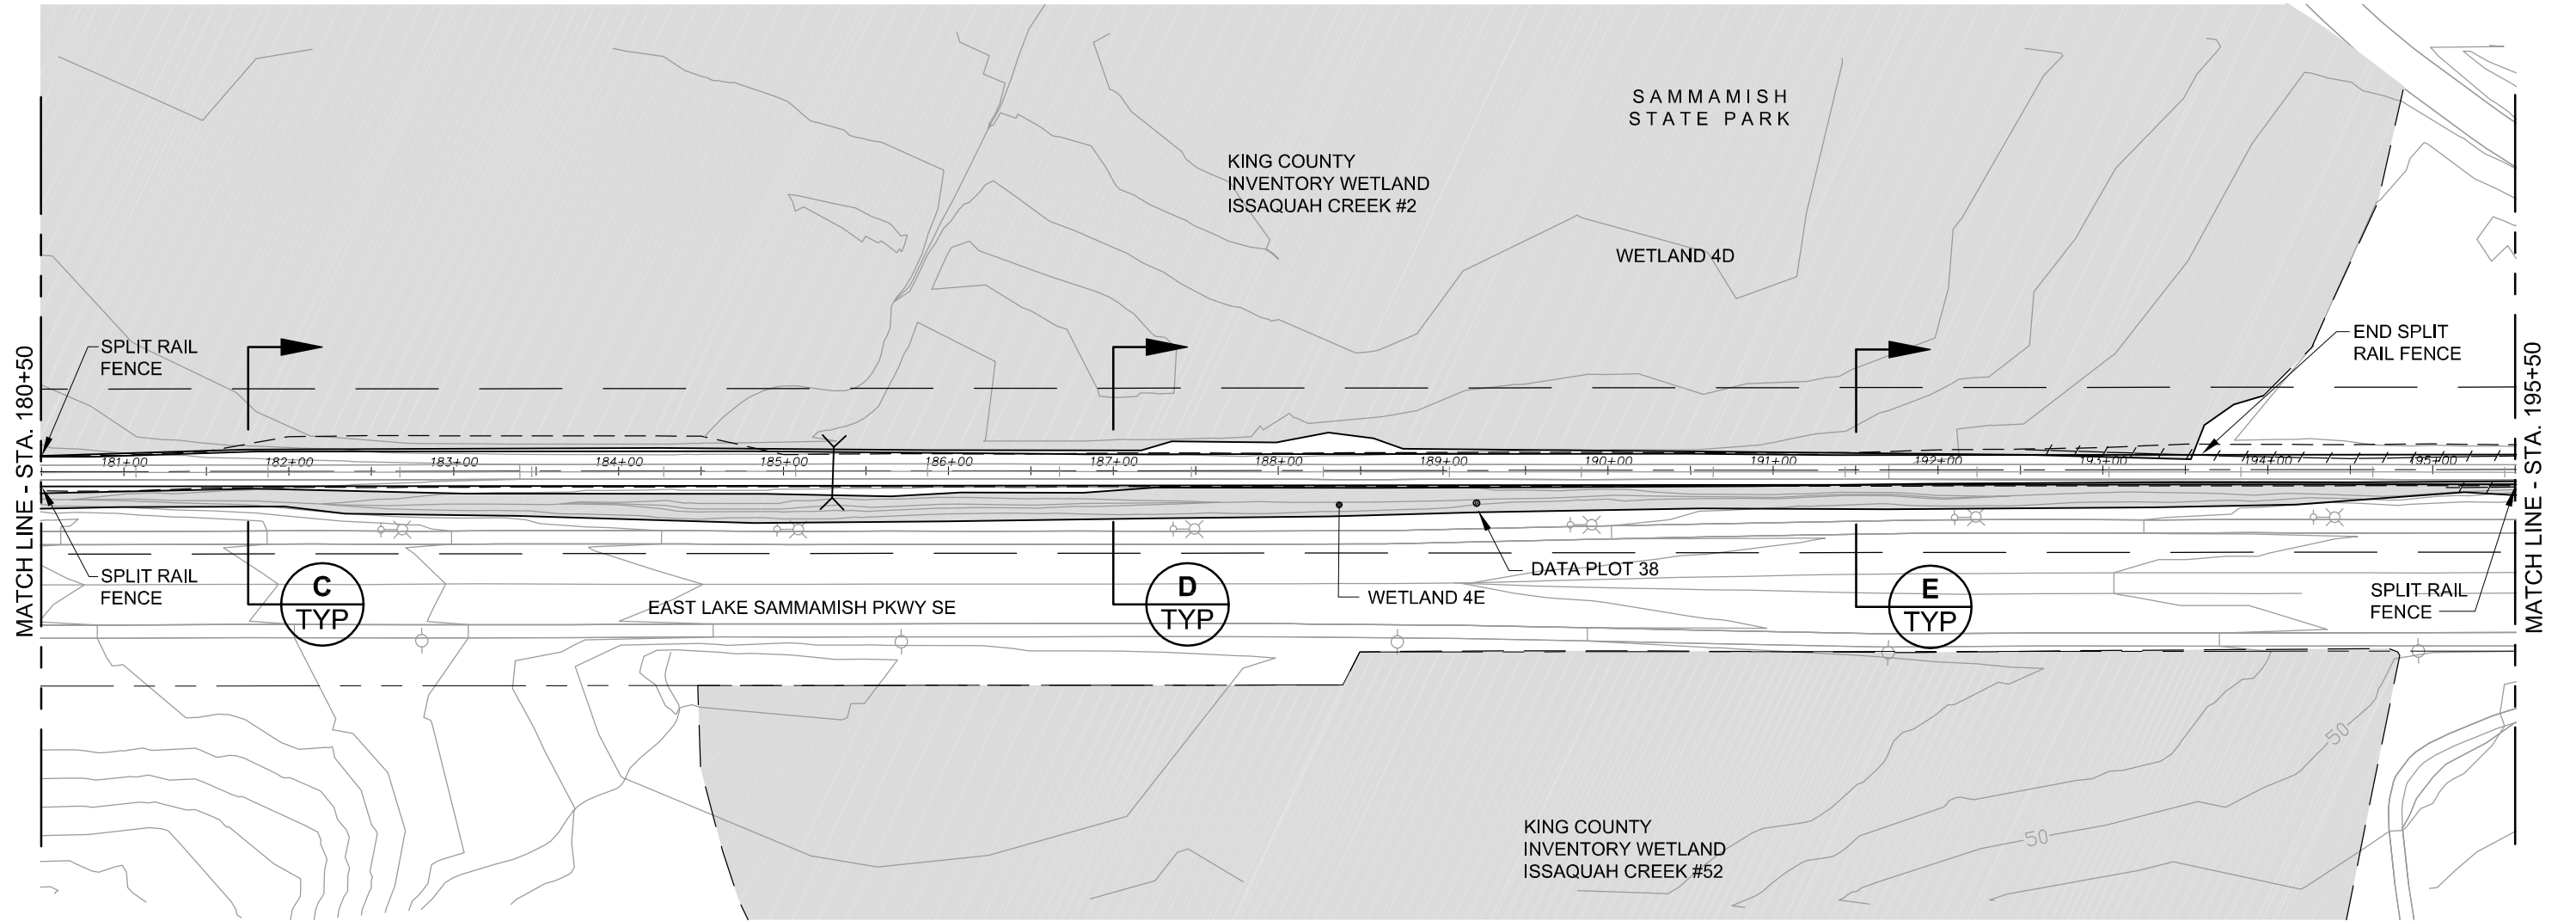 SAMMAMISH
STATE PARK
KING COUNTY
INVENTORY WETLAND
ISSAQUAH CREEK #2
WETLAND 4D
SPLIT RAIL
FENCE
END SPLIT
RAIL FENCE
MATCH LINE - STA. 180+50
MATCH LINE - STA. 195+50
181+00
182+00
183+00
184+00
185+00
186+00
187+00
188+00
189+00
190+00
191+00
192+00
193+00
194+00
195+00
SPLIT RAIL
FENCE
C
TYP
EAST LAKE SAMMAMISH PKWY SE
D
TYP
WETLAND 4E
DATA PLOT 38
E
TYP
SPLIT RAIL
FENCE
50
50
KING COUNTY
INVENTORY WETLAND
ISSAQUAH CREEK #52